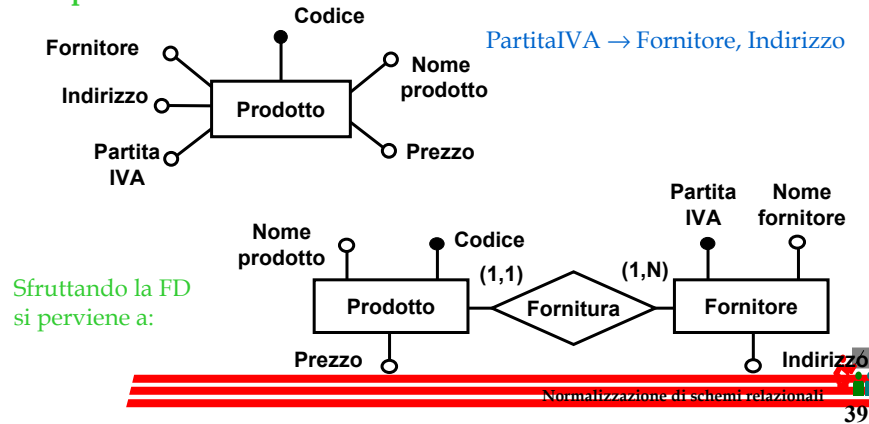 Codice
Fornitore
PartitaIVA → Fornitore, Indirizzo
Nome
prodotto
Indirizzo
Prodotto
Partita
IVA
Prezzo
Partita
IVA
Nome
fornitore
Nome
prodotto
Codice
(1,1)
(1,N)
Sfruttando la FD
si perviene a:
Prodotto
Fornitura
Fornitore
Prezzo
Indirizzo
Normalizzazione di schemi relazionali
39